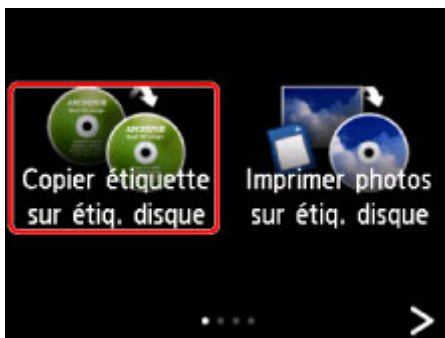 Copier étiquette
sur étiq. disque
Imprimer photos
sur étiq. disque